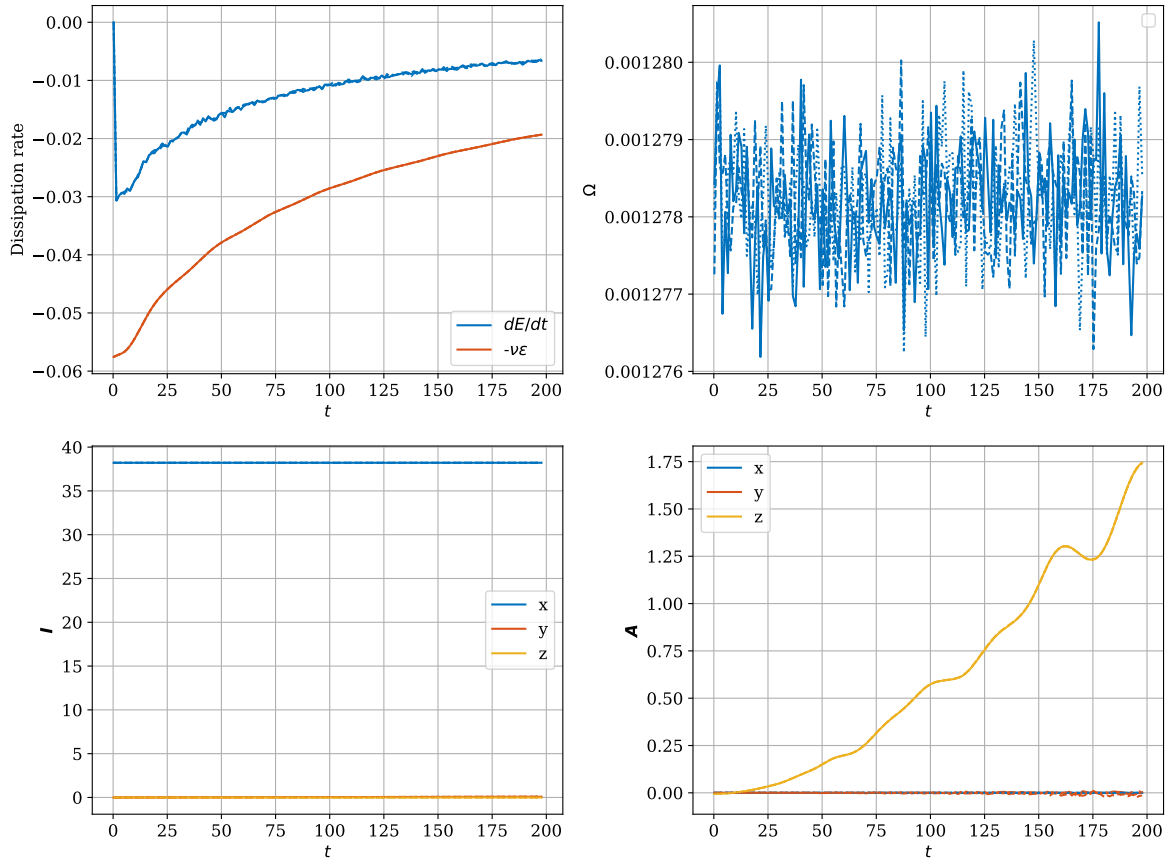 0.00
−0.01
−0.02
−0.03
−0.04
−0.05
−0.06
Dissipation rate
dE/dt
-νε
0 25 50 75 100 125 150 175 200
t
0.001280
0.001279
0.001278
0.001277
0.001276
Ω
0 25 50 75 100 125 150 175 200
t
40
35
30
25
20
15
10
5
0
I
x
y
z
0 25 50 75 100 125 150 175 200
t
1.75
1.50
1.25
1.00
0.75
0.50
0.25
0.00
A
x
y
z
0 25 50 75 100 125 150 175 200
t